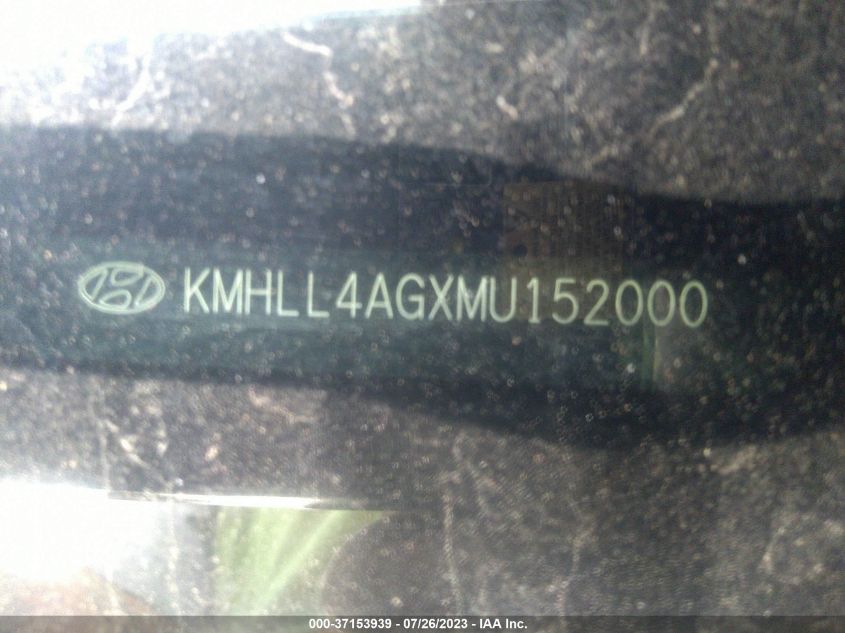 KMHLL4AGXMU152000
000-37153939 - 07/26/2023 - IAA Inc.